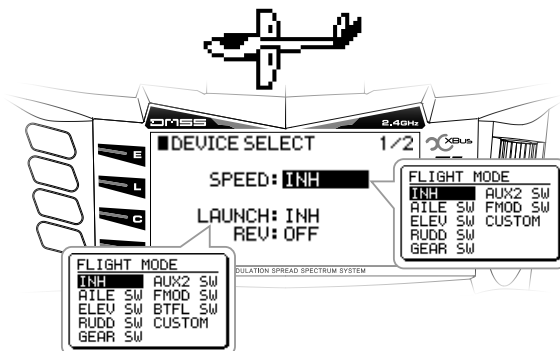 DMSS 2.4GHz
■DEVICE SELECT 1/2
XBus
E
L
C
SPEED: INH
LAUNCH: INH
REV: OFF
FLIGHT MODE
INH AUX2 SW
AILE SW FMOD SW
ELEV SW CUSTOM
RUDD SW
GEAR SW
FLIGHT MODE
INH AUX2 SW
AILE SW FMOD SW
ELEV SW BTFL SW
RUDD SW CUSTOM
GEAR SW
DULATION SPREAD SPECTRUM SYSTEM